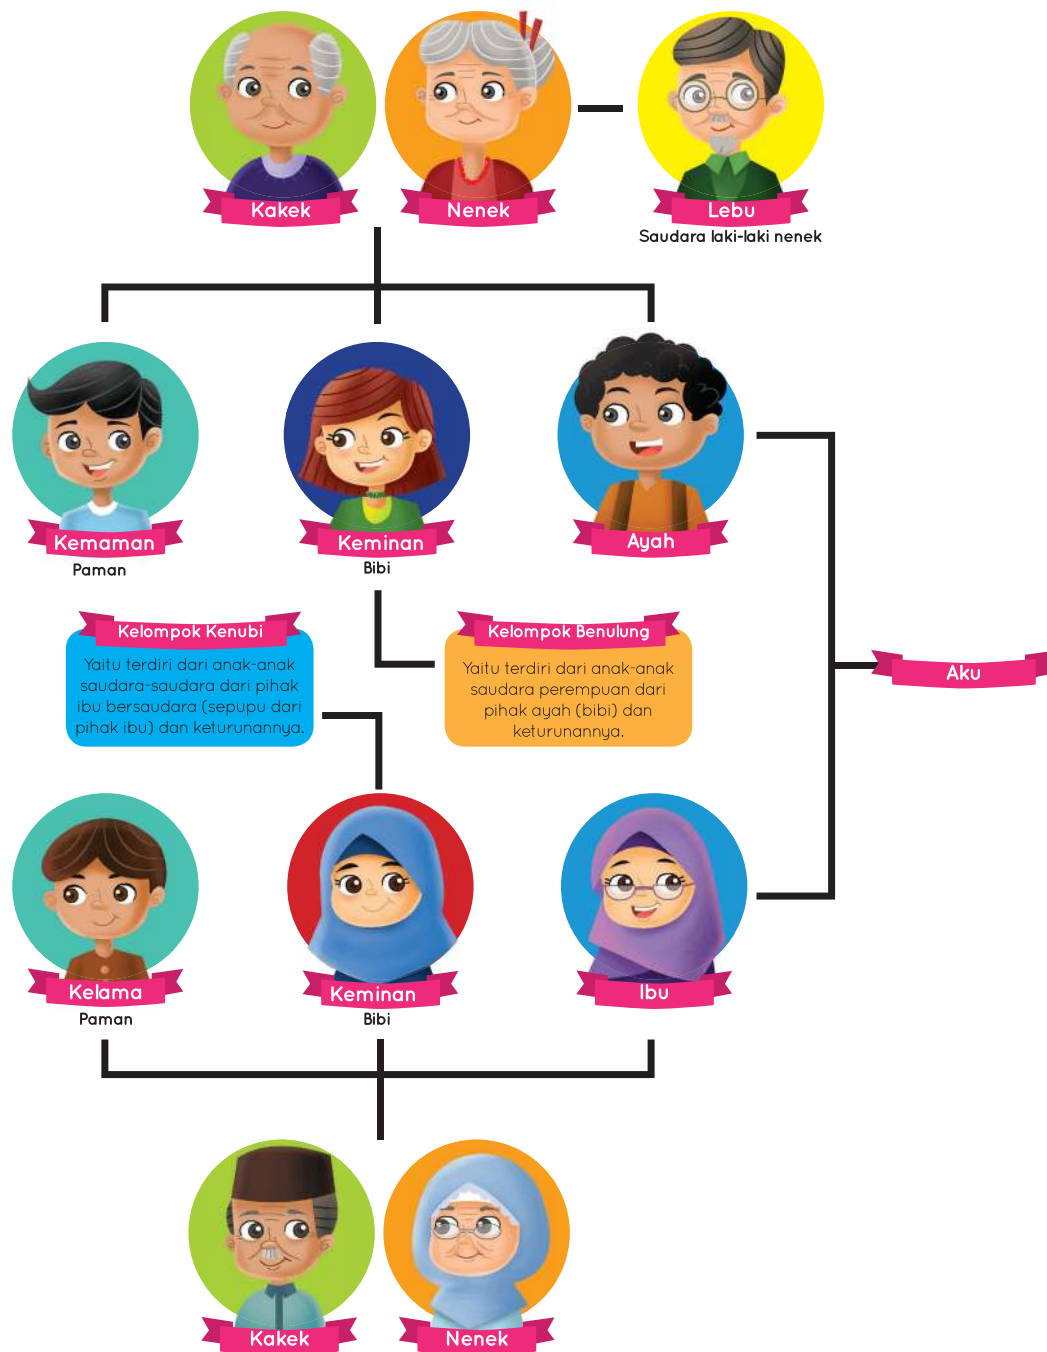 Kakek
Nenek
Lebu
Saudara laki-laki nenek
Kemaman
Paman
Keminan
Bibi
Ayah
Kelompok Kenubi
Yaitu terdiri dari anak-anak
saudara-saudara dari pihak
ibu bersaudara (sepupu dari
pihak ibu) dan keturunannya.
Kelompok Benulung
Yaitu terdiri dari anak-anak
saudara perempuan dari
pihak ayah (bibi) dan
keturunannya.
Aku
Kelama
Paman
Keminan
Bibi
Ibu
Kakek
Nenek